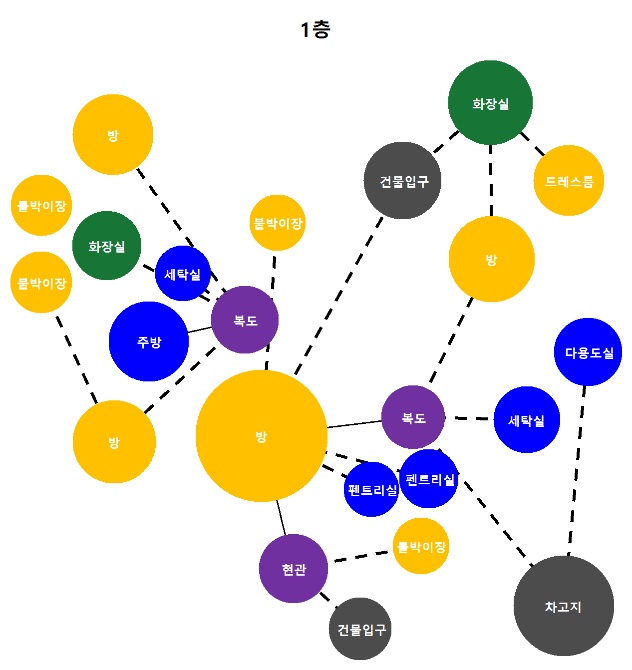 1층
화장실
방
건물입구
드레스룸
붙박이장
붙박이장
화장실
방
세탁실
붙박이장
복도
주방
다용도실
복도
세탁실
방
방
펜트리실
펜트리실
붙박이장
현관
차고지
건물입구